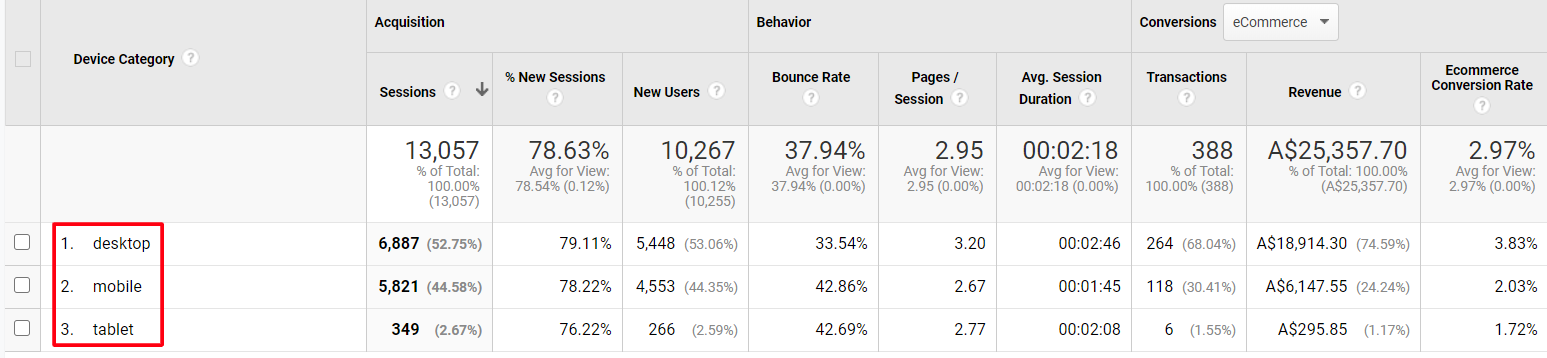 Device Category ?
Acquisition
Behavior
Conversions eCommerce
Sessions ?
% New Sessions
?
New Users ?
Bounce Rate
?
Pages /
Session ?
Avg. Session
Duration ?
Transactions
?
Revenue ?
Ecommerce
Conversion Rate
?
13,057
% of Total:
100.00%
(13,057)
78.63%
Avg for View:
78.54% (0.12%)
10,267
% of Total:
100.12%
(10,255)
37.94%
Avg for View:
37.94% (0.00%)
2.95
Avg for View:
2.95 (0.00%)
00:02:18
Avg for View:
00:02:18 (0.00%)
388
% of Total:
100.00% (388)
A$25,357.70
% of Total: 100.00%
(A$25,357.70)
2.97%
Avg for View:
2.97% (0.00%)
1. desktop 6,887 (52.75%) 79.11% 5,448 (53.06%) 33.54% 3.20 00:02:46 264 (68.04%) A$18,914.30 (74.59%) 3.83%
2. mobile 5,821 (44.58%) 78.22% 4,553 (44.35%) 42.86% 2.67 00:01:45 118 (30.41%) A$6,147.55 (24.24%) 2.03%
3. tablet 349 (2.67%) 76.22% 266 (2.59%) 42.69% 2.77 00:02:08 6 (1.55%) A$295.85 (1.17%) 1.72%